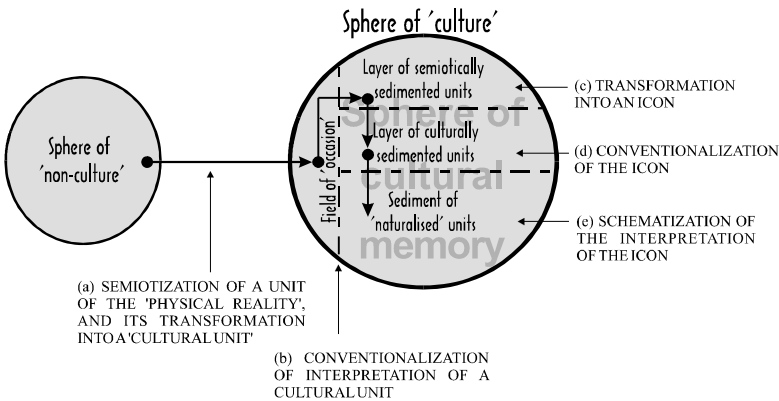 Sphere of 'culture'
Sphere of
'non-culture'
Field of 'occasion'
Layer of semiotically
sedimented units
Sphere of
Layer of culturally
sedimented units
cultural
Sediment of
'naturalised' units
memory
(c) TRANSFORMATION
INTO AN ICON
(d) CONVENTIONALIZATION
OF THE ICON
(e) SCHEMATIZATION OF
THE INTERPRETATION
OF THE ICON
(a) SEMIOTIZATION OF A UNIT
OF THE 'PHYSICAL REALITY',
AND ITS TRANSFORMATION
INTO A 'CULTURAL UNIT'
(b) CONVENTIONALIZATION
OF INTERPRETATION OF A
CULTURAL UNIT